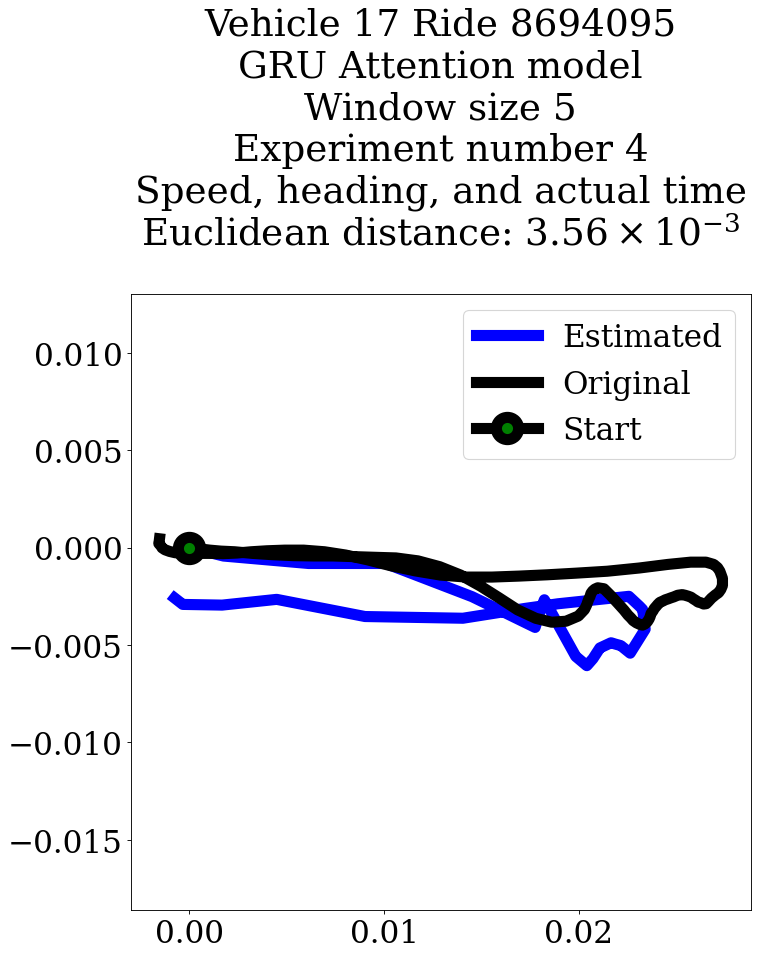 Vehicle 17 Ride 8694095
GRU Attention model
Window size 5
Experiment number 4
Speed, heading, and actual time
Euclidean distance: 3.56 × 10⁻³
Estimated
Original
Start
0.010
0.005
0.000
−0.005
−0.010
−0.015
0.00 0.01 0.02